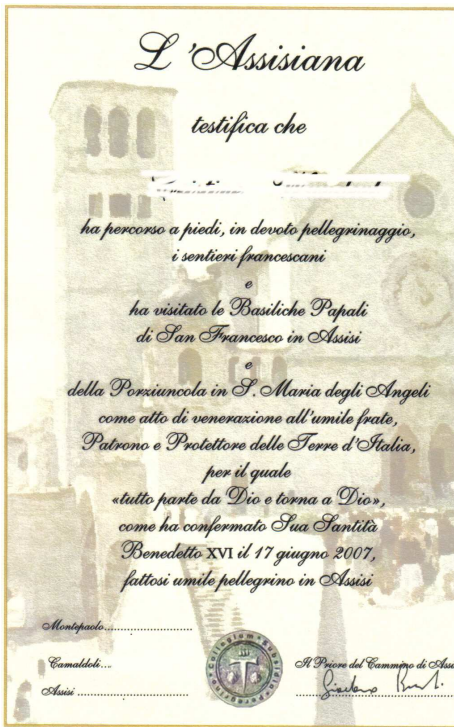 L'Assisiana
testifica che
ha percorso a piedi, in devoto pellegrinaggio,
i sentieri francescani
e
ha visitato le Basiliche Papali
di San Francesco in Assisi
e
della Porziuncola in S. Maria degli Angeli
come atto di venerazione all'umile frate,
Patrono e Protettore delle Terre d'Italia,
per il quale
«tutto parte da Dio e torna a Dio»,
come ha confermato Sua Santità
Benedetto XVI il 17 giugno 2007,
fattosi umile pellegrino in Assisi
Montepaolo
Camaldoli...
Assisi
Il Priore del Cammino di Assi